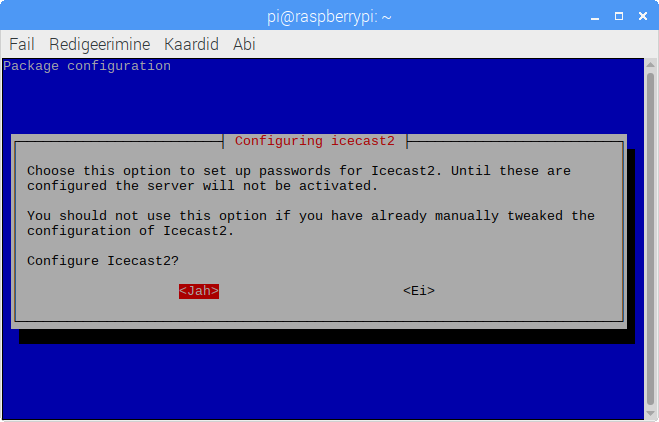 pi@raspberrypi: ~
Fail Redigeerimine Kaardid Abi
Package configuration
Configuring icecast2
Choose this option to set up passwords for Icecast2. Until these are
configured the server will not be activated.
You should not use this option if you have already manually tweaked the
configuration of Icecast2.
Configure Icecast2?
<Jah> <Ei>